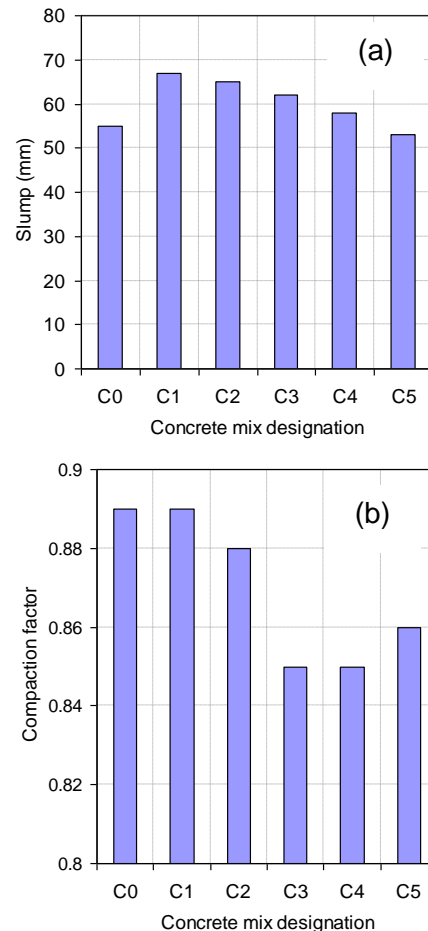 (a)
80
70
60
50
40
30
20
10
0
Slump (mm)
C0 C1 C2 C3 C4 C5
Concrete mix designation
(b)
0.9
0.88
0.86
0.84
0.82
0.8
Compaction factor
C0 C1 C2 C3 C4 C5
Concrete mix designation